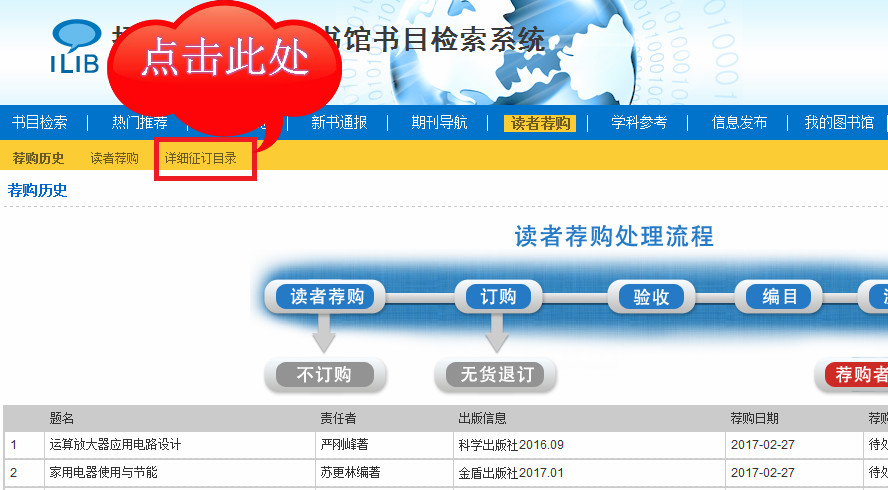 ILIB
书馆书目检索系统
点击此处
书目检索 热门推荐 新书通报 期刊导航 读者荐购 学科参考 信息发布 我的图书馆
荐购历史 读者荐购 详细征订目录
荐购历史
读者荐购处理流程
读者荐购 订购 验收 编目
不订购 无货退订 荐购者
题名 责任者 出版信息 荐购日期 荐购
1 运算放大器应用电路设计 严刚峰著 科学出版社2016.09 2017-02-27 待处
2 家用电器使用与节能 苏更林编著 金盾出版社2017.01 2017-02-27 待处